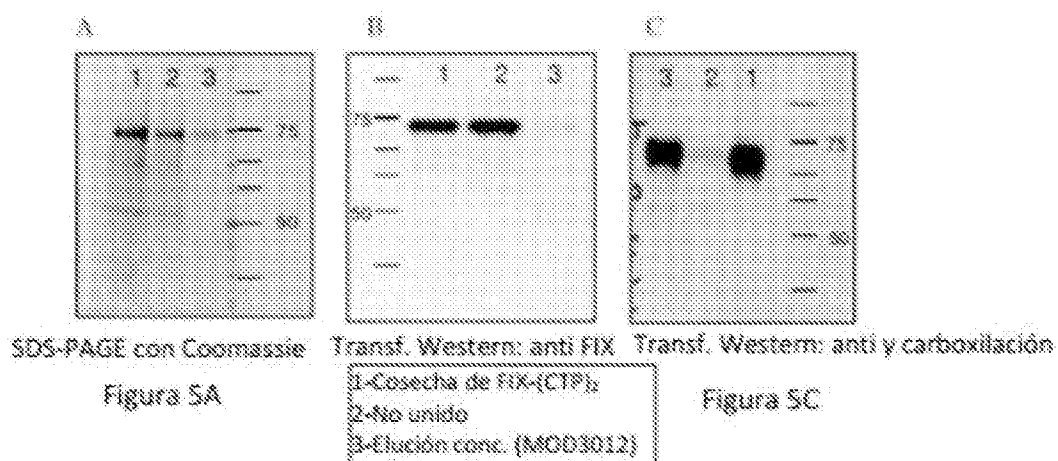 A B C
1 2 3
75
50
1 2 3
75
50
3 2 1
75
50
SDS-PAGE con Coomassie
Transf. Western: anti FIX
Transf. Western: anti γ carboxilación
Figura 5A
1-Cosecha de FIX-(CTP)₂
2-No unido
3-Elución conc. (MOD3012)
Figura 5C